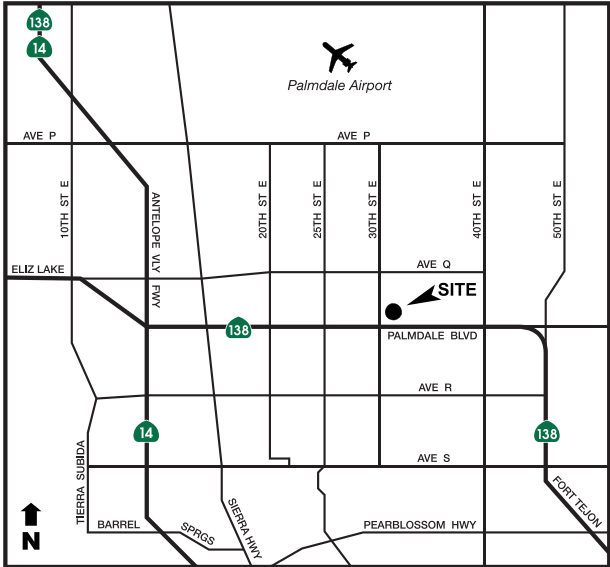 138
14
Palmdale Airport
AVE P
AVE P
10TH ST E
ANTELOPE VLY FWY
20TH ST E
25TH ST E
30TH ST E
40TH ST E
50TH ST E
ELIZ LAKE
AVE Q
SITE
138
PALMDALE BLVD
AVE R
14
138
AVE S
TIERRA SUBIDA
BARREL
SPRGS
SIERRA HWY
PEARBLOSSOM HWY
FORT TEJON
N